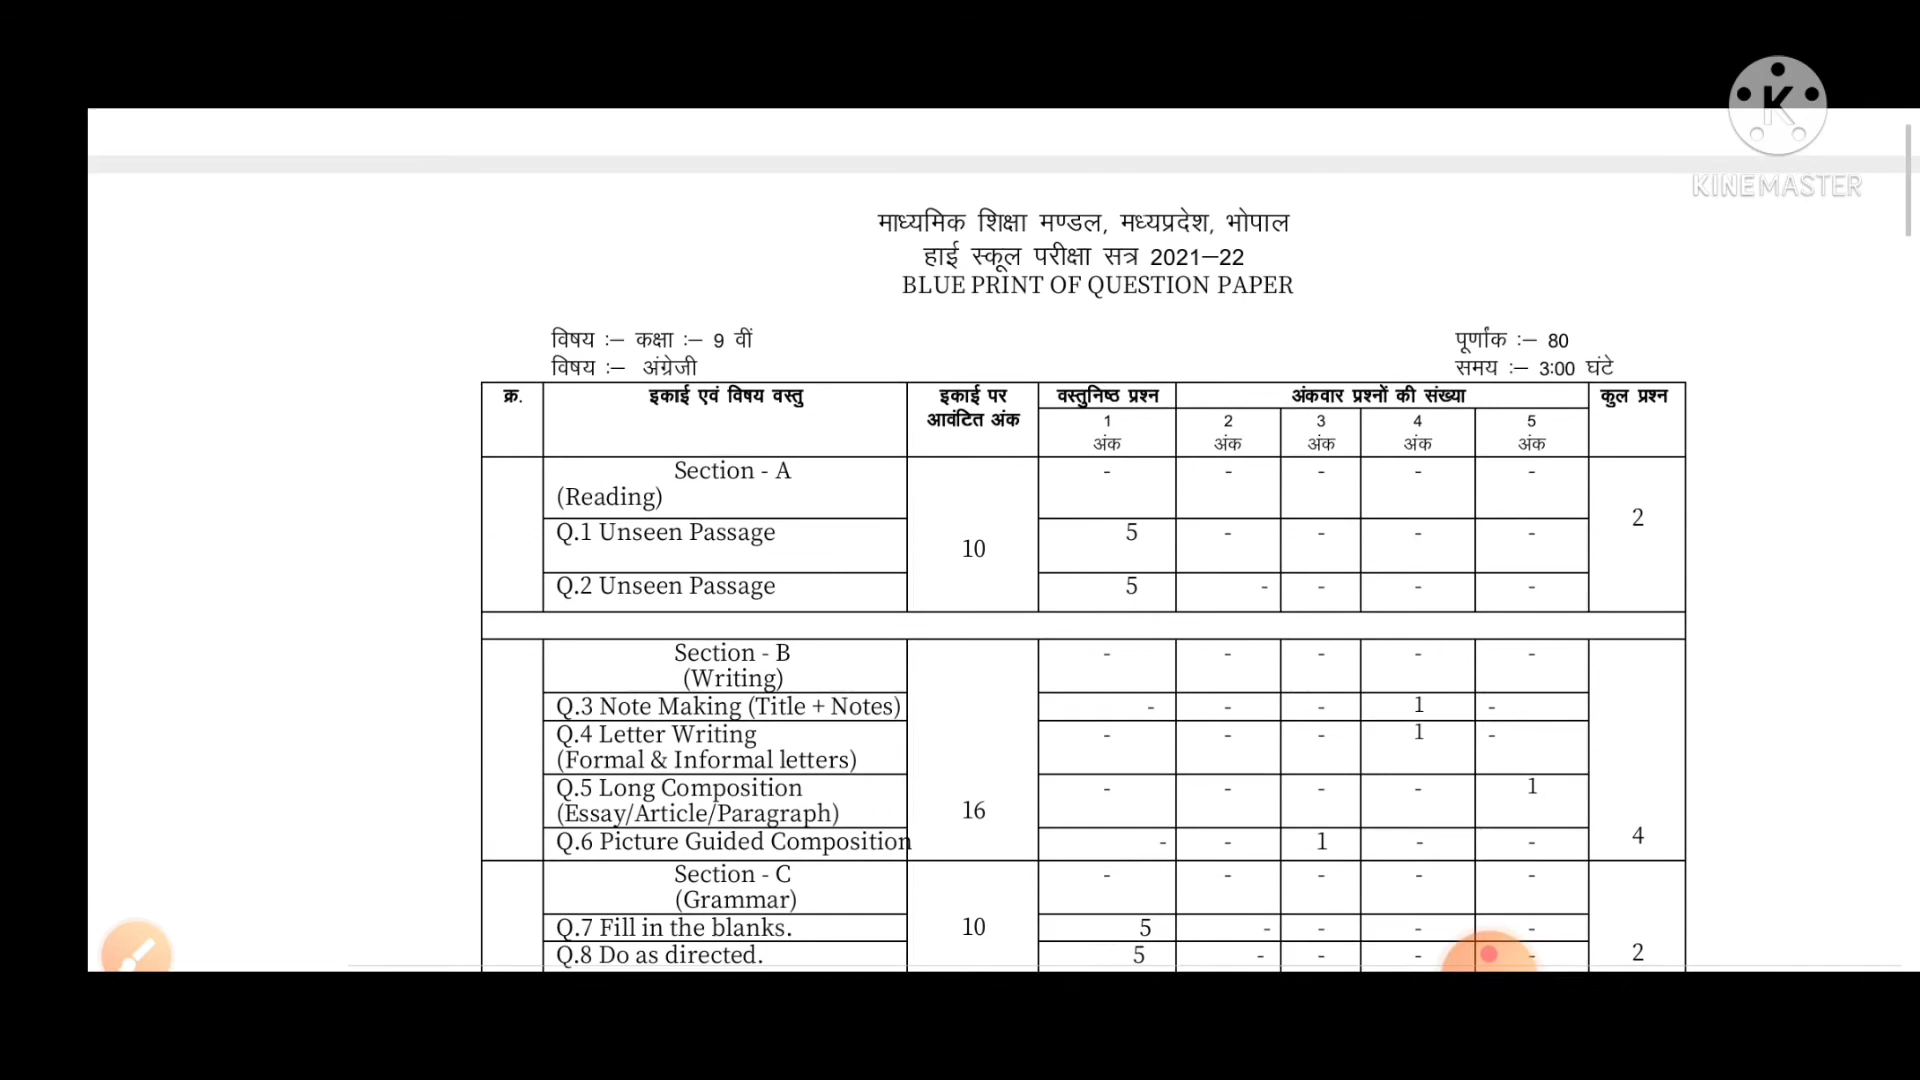 K
KINEMASTER
माध्यमिक शिक्षा मण्डल, मध्यप्रदेश, भोपाल
हाई स्कूल परीक्षा सत्र 2021–22
BLUE PRINT OF QUESTION PAPER
विषय :– कक्षा :– 9 वीं पूर्णांक :– 80
विषय :– अंग्रेजी समय :– 3:00 घंटे
क्र. इकाई एवं विषय वस्तु इकाई पर आवंटित अंक वस्तुनिष्ठ प्रश्न अंकवार प्रश्नों की संख्या कुल प्रश्न
1 2 3 4 5
अंक अंक अंक अंक अंक
Section - A - - - - -
(Reading)
2
Q.1 Unseen Passage 5 - - - -
10
Q.2 Unseen Passage 5 - - - -
Section - B - - - - -
(Writing)
Q.3 Note Making (Title + Notes) - - - 1 -
Q.4 Letter Writing - - - 1 -
(Formal & Informal letters)
Q.5 Long Composition - - - - 1
(Essay/Article/Paragraph) 16
Q.6 Picture Guided Composition - - 1 - - 4
Section - C - - - - -
(Grammar)
Q.7 Fill in the blanks. 10 5 - - - -
Q.8 Do as directed. 5 - - - - 2